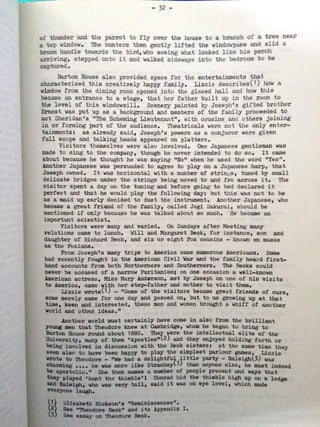 - 52 -
of thunder and the parrot to fly over the house to a branch of a tree near
a top window. The hunters then gently lifted the windowpane and slid a
broom handle towards the bird, who seeing what looked like his perch
arriving, stepped onto it and walked sideways into the bedroom to be
captured.
Barton House also provided space for the entertainments that
characterised this creatively happy family. Lizzie describes(1) how a
window from the dining room opened into the glazed hall and how this
became an entrance to a stage, that her father built up in the room to
the level of this windowsill. Scenery painted by Joseph's gifted brother
Ernest was put up as a background and members of the family proceeded to
act Sheridan's "The Scheming Lieutenant", with cousins and others joining
in or forming part of the audience. Theatricals were not the only enter-
tainments: as already said, Joseph's powers as a conjuror were given
full scope and talking heads appeared on platters.
Visitors themselves were also involved. One Japanese gentleman was
made to sing to the company, though he never intended to do so. It came
about because he thought he was saying "No" when he used the word "Yes".
Another Japanese was persuaded to agree to play on a Japanese harp, that
Joseph owned. It was horizontal with a number of strings, tuned by small
delicate bridges under the strings being moved to and fro across it. The
visitor spent a day on the tuning and before going to bed declared it
perfect and that he would play the following day; but this was not to be
as a maid up early decided to dust the instrument. Another Japanese, who
became a great friend of the family, called Jogi Sakurai, should be
mentioned if only because he was talked about so much. He became an
important scientist.
Visitors were many and varied. On Sundays after Meeting many
relations came to lunch. Will and Margaret Beck, for instance, son and
daughter of Richard Beck, and six or eight Fox cousins - known en masse
as the Foxians.
From Joseph's many trips to America came numerous Americans. Some
had recently fought in the American Civil War and the family heard first-
hand accounts from both Northerners and Southerners. The Becks could
never be accused of a narrow Puritanism; on one occasion a well-known
American actress, Miss Mary Anderson, met by Joseph on one of his visits
to America, came with her step-father and mother to visit them.
Lizzie wrote(1) - "Some of the visitors became great friends of ours,
some merely came for one day and passed on, but to us growing up at that
time, keen and interested, these men and women brought a whiff of another
world and other ideas."
Another world must certainly have come in also from the brilliant
young men that Theodore knew at Cambridge, whom he began to bring to
Barton House round about 1880. They were the intellectual elite of the
University, many of them "Apostles"(2) and they enjoyed holding forth or
being involved in discussion with the Beck sisters: at the same time they
seem also to have been happy to play the simplest parlour games. Lizzie
wrote to Theodore - "We had a delightful little party - Raleigh(3) was
charming .... he was more like Strachey(3) than anyone else, he must indeed
be apostolic." She then names a number of people present and says that
they played 'hunt the thimble'! Conrad hid the thimble high up on a ledge
and Raleigh, who was very tall, said it was on eye level, which made
everyone laugh.
(1) Elizabeth Hickson's "Reminiscences".
(2) See "Theodore Beck" and its Appendix I.
(3) See essay on Theodore Beck.